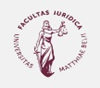 FACULTAS IURIDICA
UNIVERSITAS MATTHIAE BELII